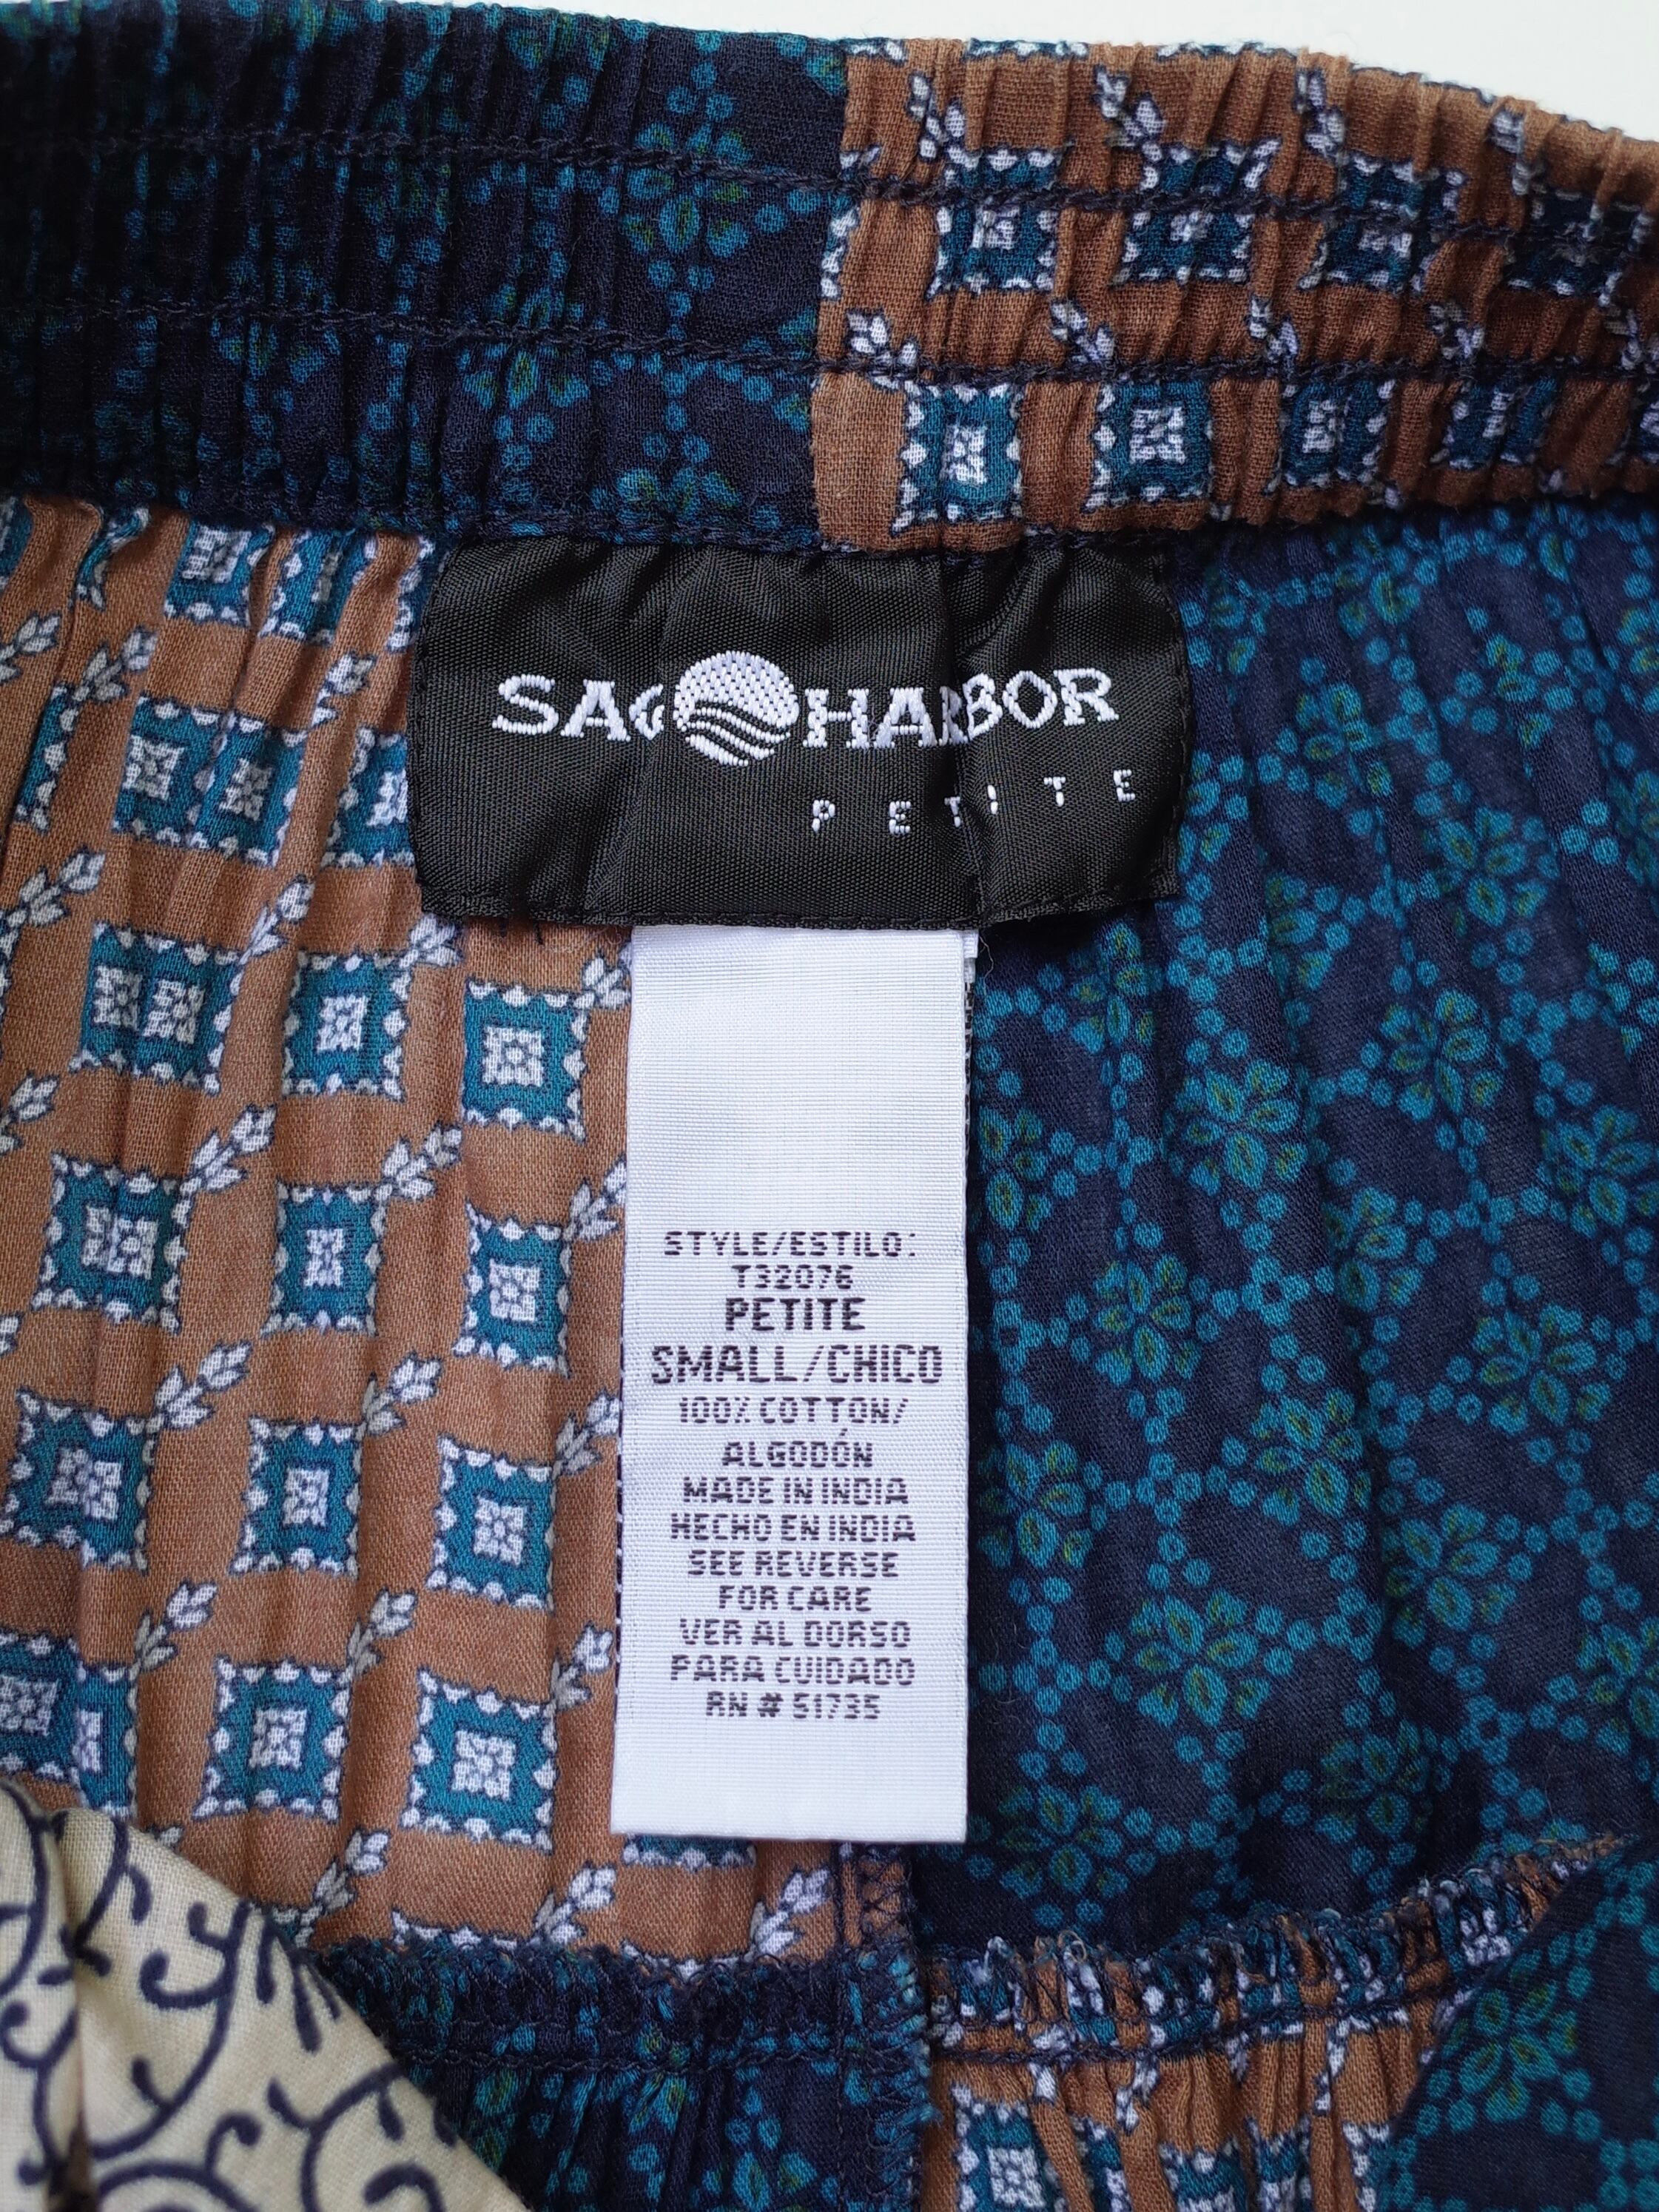 SAG HARBOR
PETITE
STYLE/ESTILO:
T32076
PETITE
SMALL/CHICO
100% COTTON/
ALGODÓN
MADE IN INDIA
HECHO EN INDIA
SEE REVERSE
FOR CARE
VER AL DORSO
PARA CUIDADO
RN # 51735